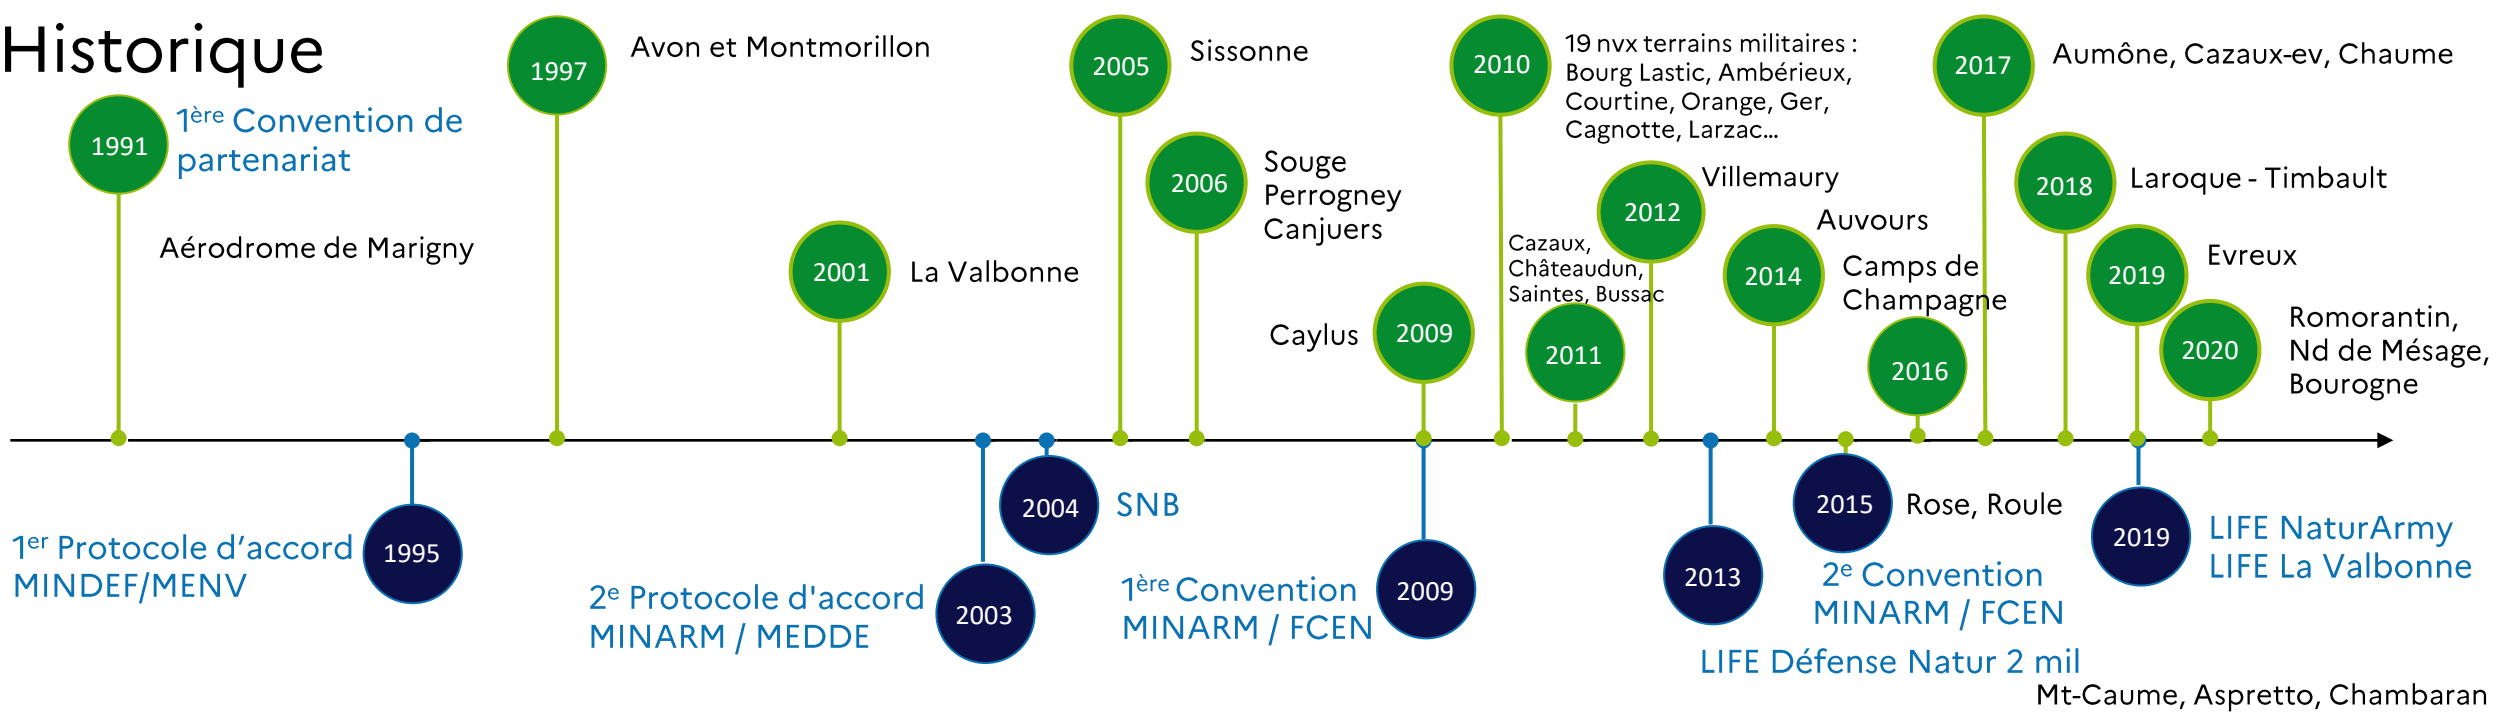 Historique
1991
1ère Convention de
partenariat
Aérodrome de Marigny
1995
1er Protocole d’accord
MINDEF/MENV
1997
Avon et Montmorillon
2001
La Valbonne
2003
2e Protocole d'accord
MINARM / MEDDE
2004
SNB
2005
Sissonne
2006
Souge
Perrogney
Canjuers
2009
Caylus
2009
1ère Convention
MINARM / FCEN
2010
19 nvx terrains militaires :
Bourg Lastic, Ambérieux,
Courtine, Orange, Ger,
Cagnotte, Larzac...
2011
Cazaux,
Châteaudun,
Saintes, Bussac
2012
Villemaury
2013
LIFE Défense Natur 2 mil
2014
Auvours
2015
Rose, Roule
2e Convention
MINARM / FCEN
2016
Camps de
Champagne
2017
Aumône, Cazaux-ev, Chaume
2018
Laroque - Timbault
2019
Evreux
2019
LIFE NaturArmy
LIFE La Valbonne
2020
Romorantin,
Nd de Mésage,
Bourogne
Mt-Caume, Aspretto, Chambaran